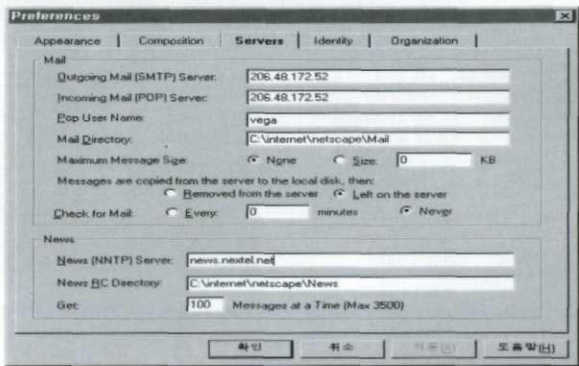 Preferences
Appearance Composition Servers Identity Organization
Mail
Outgoing Mail (SMTP) Server: 206.48.172.52
Incoming Mail (POP) Server: 206.48.172.52
Pop User Name: vega
Mail Directory: C:\internet\netscape\Mail
Maximum Message Size: None Size: 0 KB
Messages are copied from the server to the local disk, then:
Removed from the server Left on the server
Check for Mail: Every: 0 minutes Never
News
News (NNTP) Server: news.nextel.net
News RC Directory: C:\internet\netscape\News
Get: 100 Messages at a Time (Max 3500)
확인 취소 적용(A) 도움말(H)